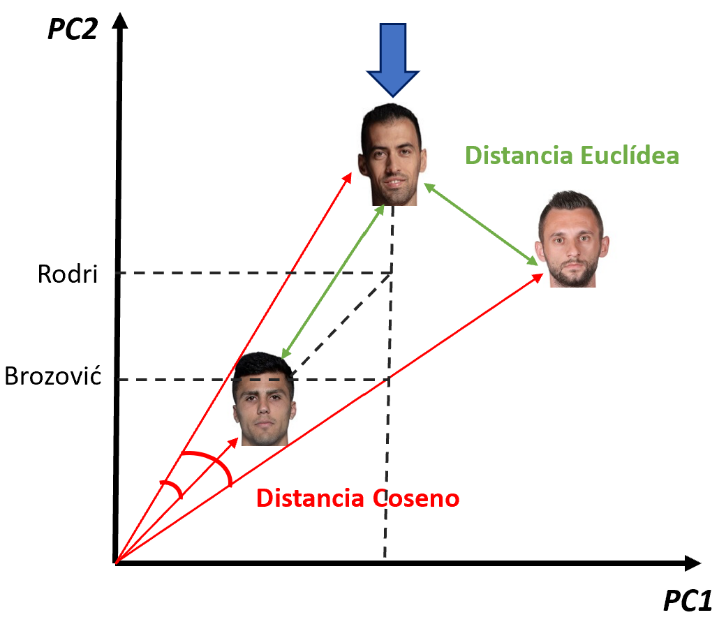 PC2
Distancia Euclídea
Rodri
Brozović
Distancia Coseno
PC1